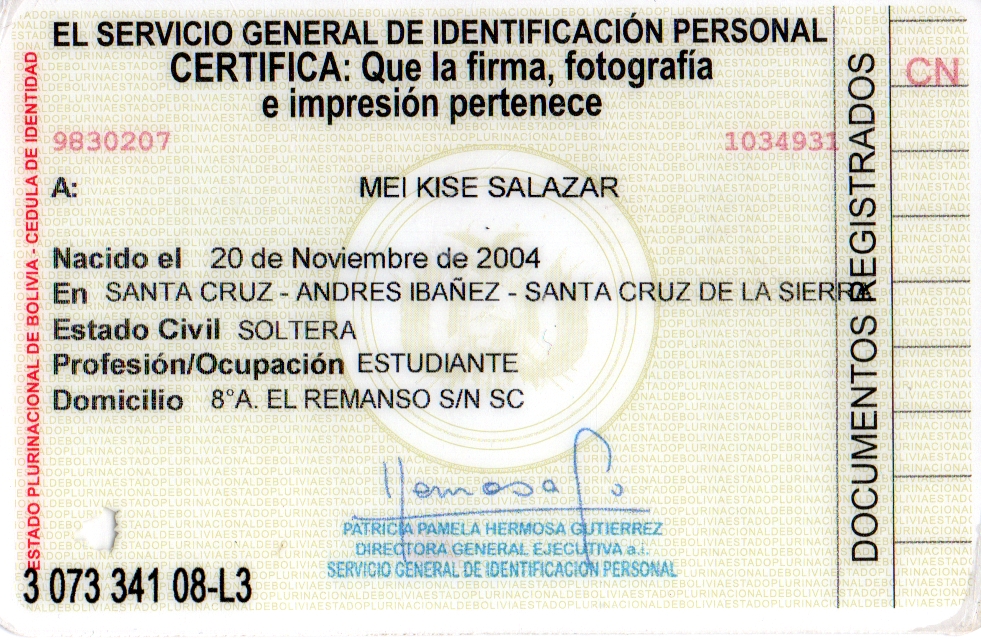 EL SERVICIO GENERAL DE IDENTIFICACIÓN PERSONAL
CERTIFICA: Que la firma, fotografía
e impresión pertenece
9830207 1034931
A: MEI KISE SALAZAR
Nacido el 20 de Noviembre de 2004
En SANTA CRUZ - ANDRES IBAÑEZ - SANTA CRUZ DE LA SIERRA
Estado Civil SOLTERA
Profesión/Ocupación ESTUDIANTE
Domicilio 8°A. EL REMANSO S/N SC
Hermosa G.
PATRICIA PAMELA HERMOSA GUTIERREZ
DIRECTORA GENERAL EJECUTIVA a.i.
SERVICIO GENERAL DE IDENTIFICACIÓN PERSONAL
3 073 341 08-L3
ESTADO PLURINACIONAL DE BOLIVIA - CEDULA DE IDENTIDAD
DOCUMENTOS REGISTRADOS
CN